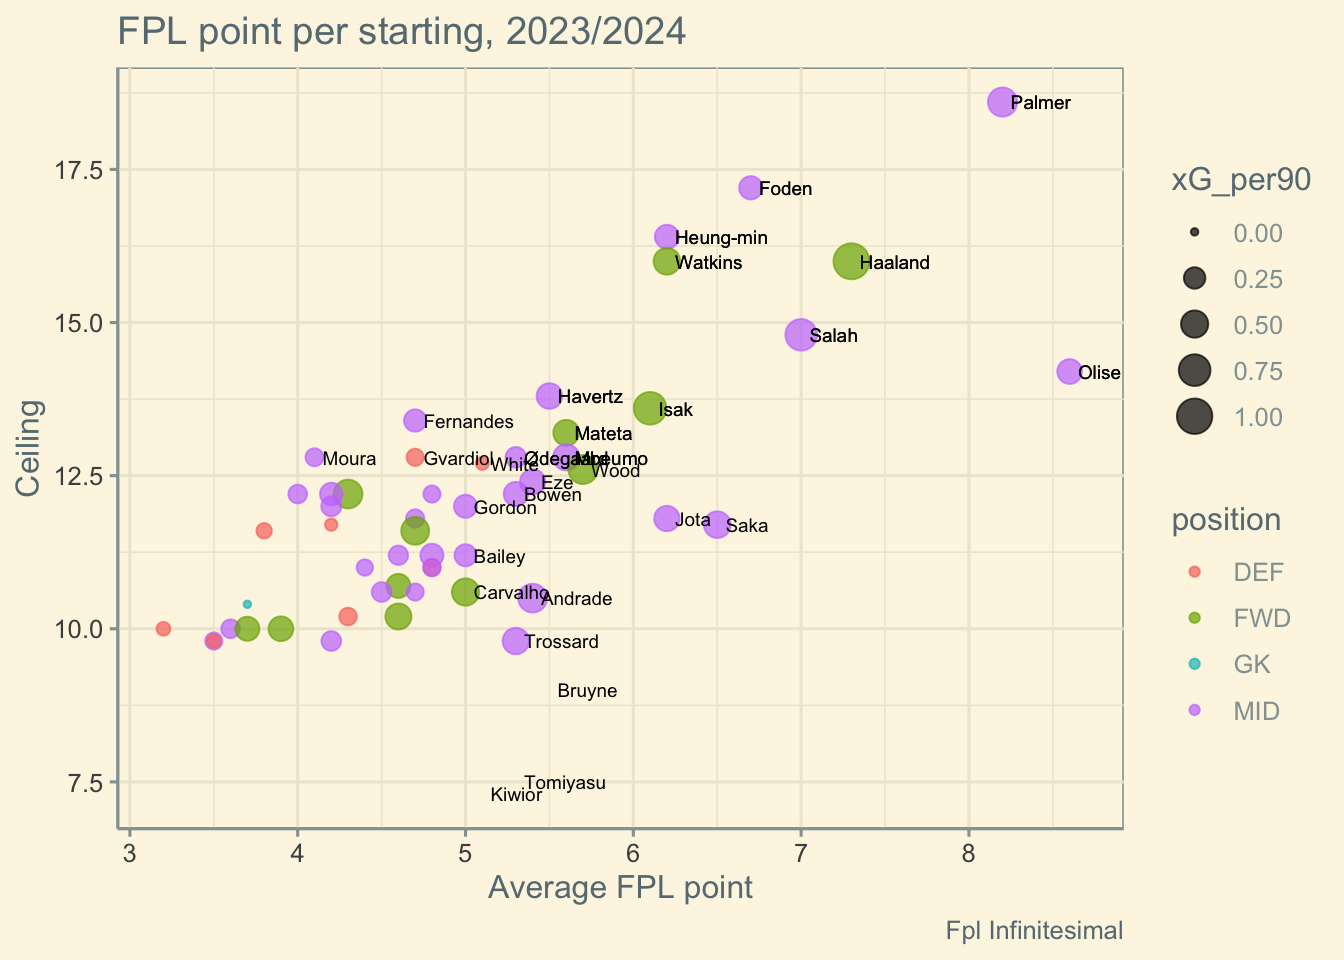 FPL point per starting, 2023/2024
Palmer
17.5
Foden
Heung-min
Watkins
Haaland
15.0
Salah
Olise
Havertz
Isak
Fernandes
Mateta
Moura
Gvardiol
White
Wood
12.5
Eze
Bowen
Gordon
Jota
Saka
Bailey
Carvalho
Andrade
10.0
Trossard
Bruyne
7.5
Tomiyasu
Kiwior
3 4 5 6 7 8
Average FPL point
Ceiling
xG_per90
0.00
0.25
0.50
0.75
1.00
position
DEF
FWD
GK
MID
Fpl Infinitesimal